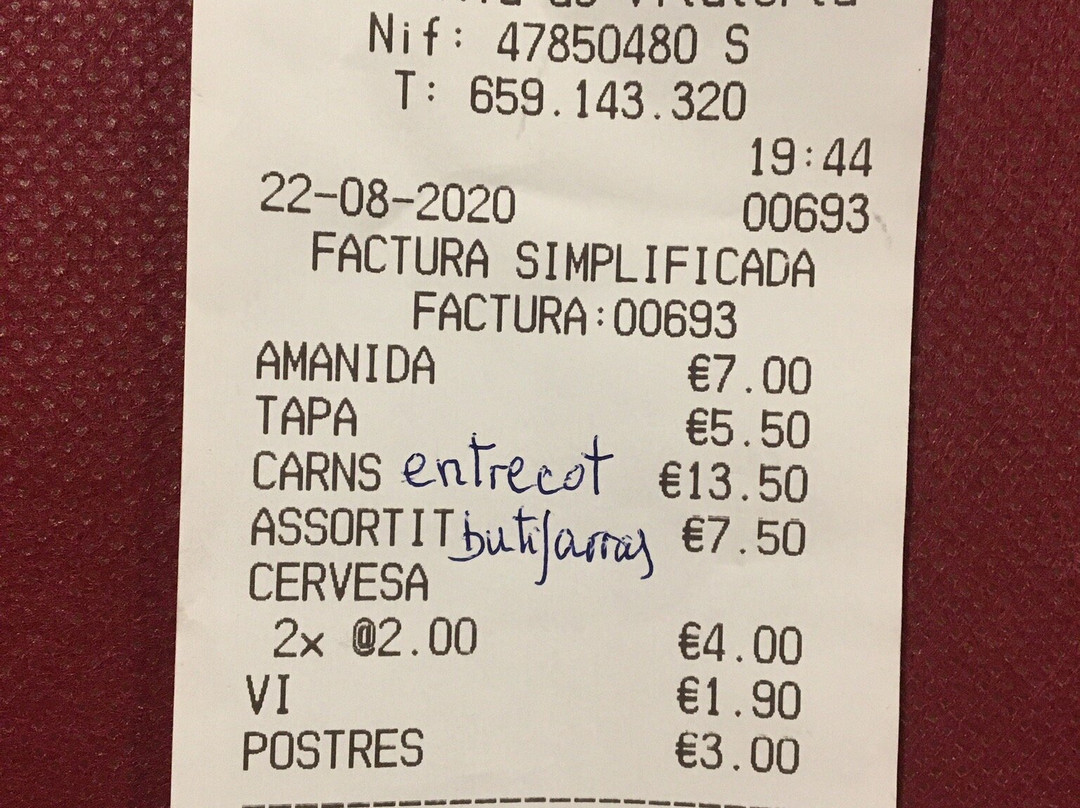 Nif: 47850480 S
T: 659.143.320
19:44
22-08-2020 00693
FACTURA SIMPLIFICADA
FACTURA:00693
AMANIDA €7.00
TAPA €5.50
CARNS entrecot €13.50
ASSORTIT butifarras €7.50
CERVESA
2x @2.00 €4.00
VI €1.90
POSTRES €3.00